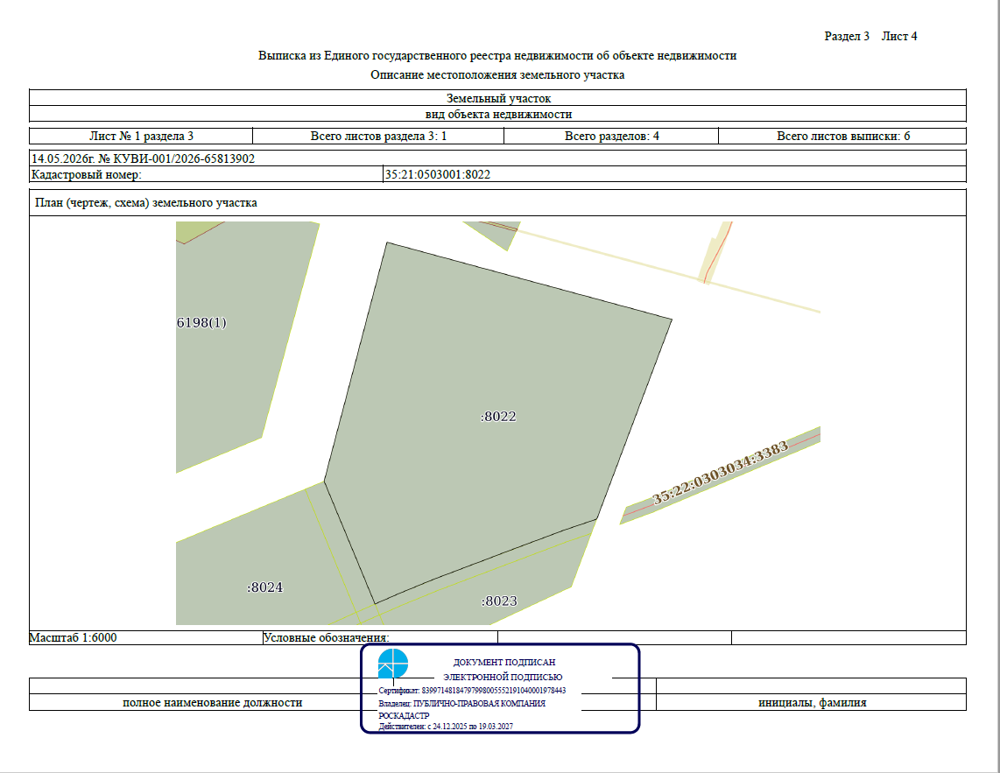 Раздел 3 Лист 4
Выписка из Единого государственного реестра недвижимости об объекте недвижимости
Описание местоположения земельного участка
Земельный участок
вид объекта недвижимости
Лист № 1 раздела 3 Всего листов раздела 3: 1 Всего разделов: 4 Всего листов выписки: 6
14.05.2026г. № КУВИ-001/2026-65813902
Кадастровый номер: 35:21:0503001:8022
План (чертеж, схема) земельного участка
6198(1)
:8022
35:22:0303034:3383
:8024
:8023
Масштаб 1:6000 Условные обозначения:
ДОКУМЕНТ ПОДПИСАН
ЭЛЕКТРОННОЙ ПОДПИСЬЮ
Сертификат: 83997148184797998005552191040001978443
Владелец: ПУБЛИЧНО-ПРАВОВАЯ КОМПАНИЯ
РОСКАДАСТР
Действителен: с 24.12.2025 по 19.03.2027
полное наименование должности инициалы, фамилия